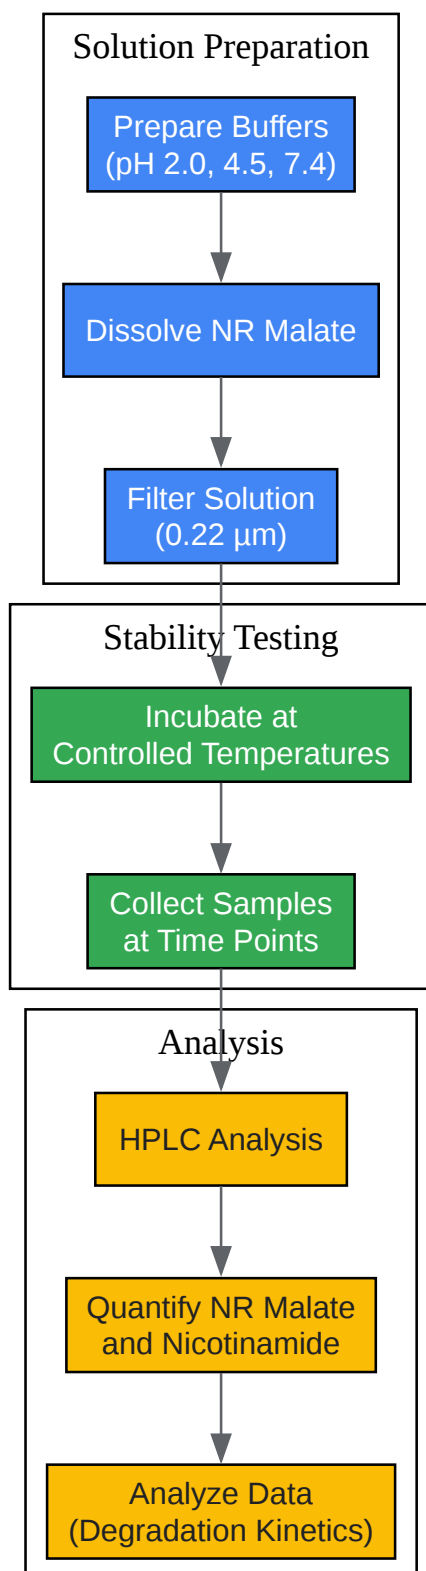 Solution Preparation
Prepare Buffers
(pH 2.0, 4.5, 7.4)
Dissolve NR Malate
Filter Solution
(0.22 µm)
Stability Testing
Incubate at
Controlled Temperatures
Collect Samples
at Time Points
Analysis
HPLC Analysis
Quantify NR Malate
and Nicotinamide
Analyze Data
(Degradation Kinetics)